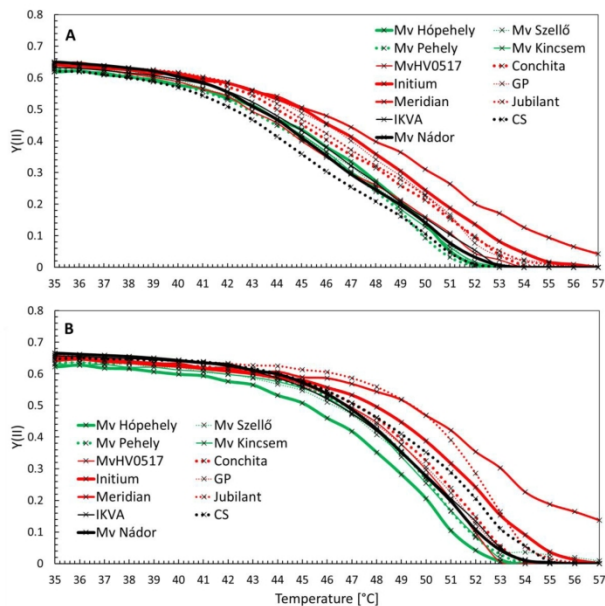 0.8
0.7
0.6
0.5
0.4
0.3
0.2
0.1
0
Y(II)
A
Mv Hópehely Mv Szellő
Mv Pehely Mv Kincsem
MvHV0517 Conchita
Initium GP
Meridian Jubilant
IKVA CS
Mv Nádor
35 36 37 38 39 40 41 42 43 44 45 46 47 48 49 50 51 52 53 54 55 56 57
0.8
0.7
0.6
0.5
0.4
0.3
0.2
0.1
0
Y(II)
B
Mv Hópehely Mv Szellő
Mv Pehely Mv Kincsem
MvHV0517 Conchita
Initium GP
Meridian Jubilant
IKVA CS
Mv Nádor
35 36 37 38 39 40 41 42 43 44 45 46 47 48 49 50 51 52 53 54 55 56 57
Temperature [°C]